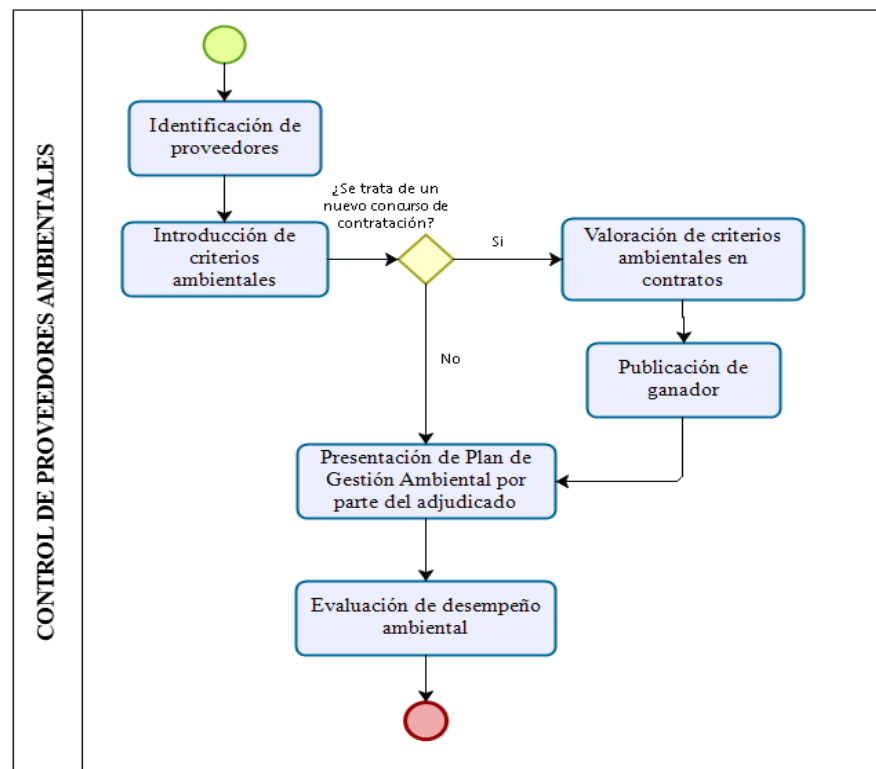 CONTROL DE PROVEEDORES AMBIENTALES
Identificación de
proveedores
Introducción de
criterios
ambientales
¿Se trata de un
nuevo concurso de
contratación?
Si
Valoración de criterios
ambientales en
contratos
No
Publicación de
ganador
Presentación de Plan de
Gestión Ambiental por
parte del adjudicado
Evaluación de desempeño
ambiental